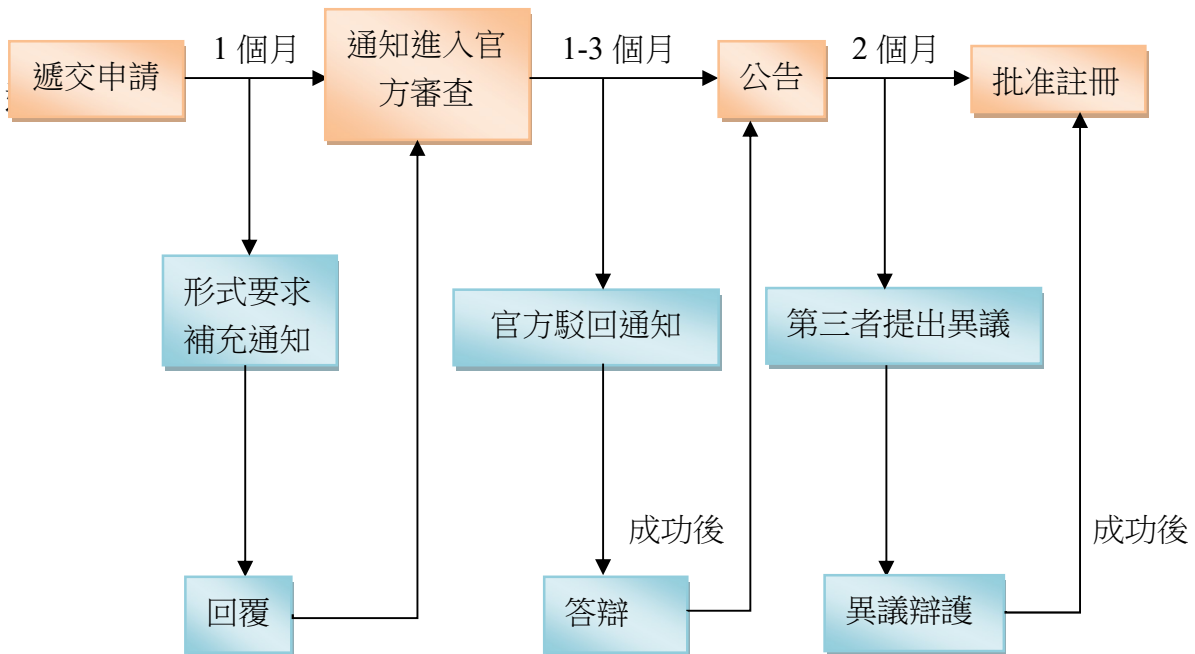 遞交申請
1 個月
通知進入官
方審查
1-3 個月
公告
2 個月
批准註冊
形式要求
補充通知
官方駁回通知
第三者提出異議
成功後
成功後
回覆
答辯
異議辯護